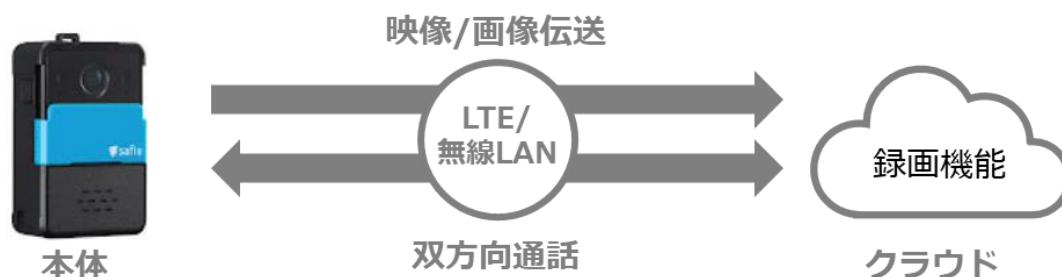 映像/画像伝送
LTE/
無線LAN
録画機能
safie
本体
双方向通話
クラウド